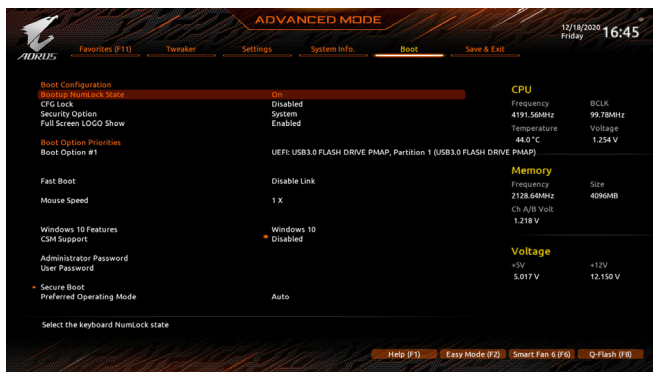 ADVANCED MODE
12/18/2020
Friday
16:45
AORUS
Favorites (F11) Tweaker Settings System Info. Boot Save & Exit
Boot Configuration
Bootup NumLock State On
CFG Lock Disabled
Security Option System
Full Screen LOGO Show Enabled
Boot Option Priorities
Boot Option #1 UEFI: USB3.0 FLASH DRIVE PMAP, Partition 1 (USB3.0 FLASH DRIVE PMAP)
Fast Boot Disable Link
Mouse Speed 1 X
Windows 10 Features Windows 10
CSM Support * Disabled
Administrator Password
User Password
Secure Boot
Preferred Operating Mode Auto
CPU
Frequency BCLK
4191.56MHz 99.78MHz
Temperature Voltage
44.0 °C 1.254 V
Memory
Frequency Size
2128.64MHz 4096MB
Ch A/B Volt
1.218 V
Voltage
+5V +12V
5.017 V 12.150 V
Select the keyboard NumLock state
Help (F1) Easy Mode (F2) Smart Fan 6 (F6) Q-Flash (F8)